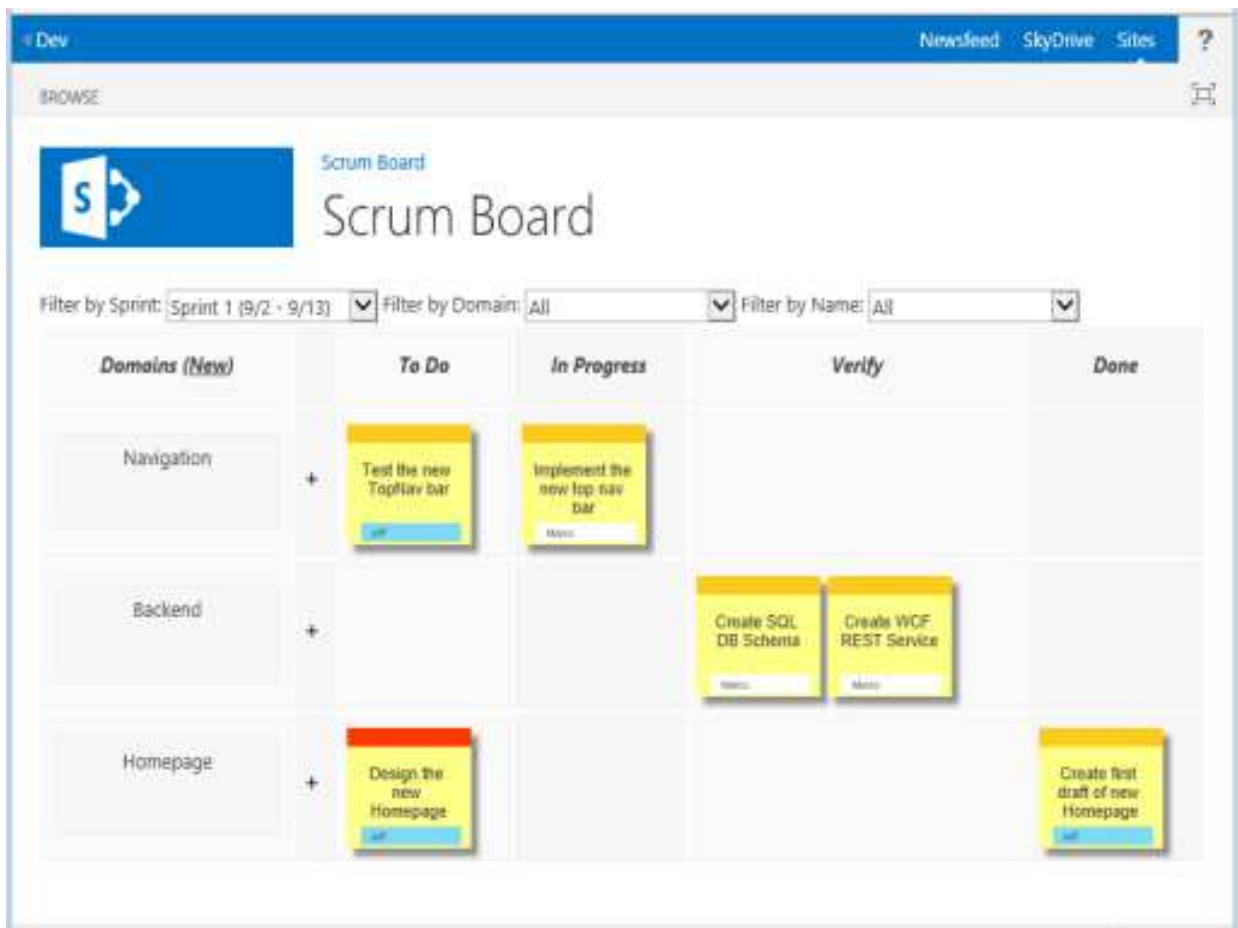 Dev
Newsfeed SkyDrive Sites ?
BROWSE
S
Scrum Board
Scrum Board
Filter by Sprint: Sprint 1 (9/2 - 9/13) Filter by Domain: All Filter by Name: All
Domains (New) To Do In Progress Verify Done
Navigation
+
Test the new
TopNav bar
Implement the
new top nav
bar
Backend
+
Create SQL
DB Schema
Create WCF
REST Service
Homepage
+
Design the
new
Homepage
Create first
draft of new
Homepage